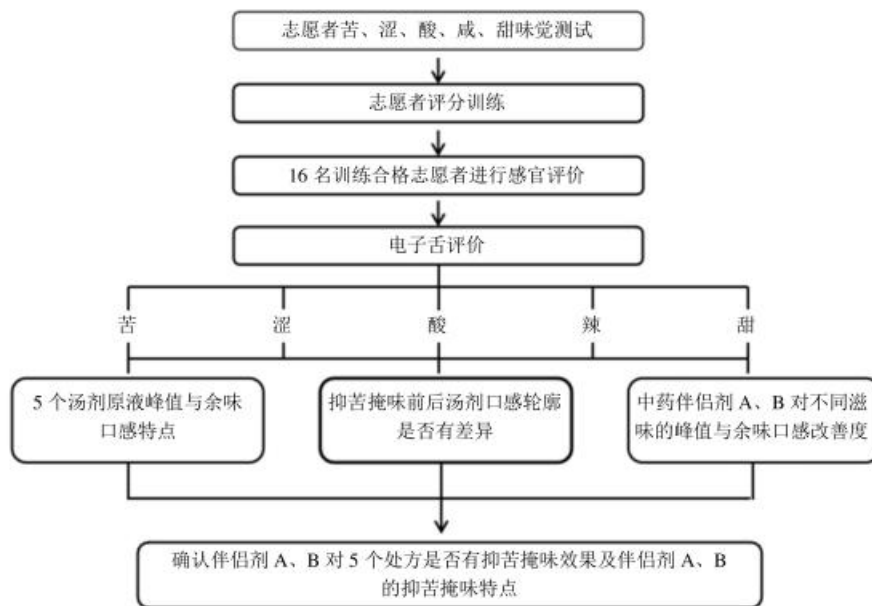 志愿者苦、涩、酸、咸、甜味觉测试
志愿者评分训练
16 名训练合格志愿者进行感官评价
电子舌评价
苦 涩 酸 辣 甜
5 个汤剂原液峰值与余味
口感特点
抑苦掩味前后汤剂口感轮廓
是否有差异
中药伴侣剂 A、B 对不同滋
味的峰值与余味口感改善度
确认伴侣剂 A、B 对 5 个处方是否有抑苦掩味效果及伴侣剂 A、B
的抑苦掩味特点